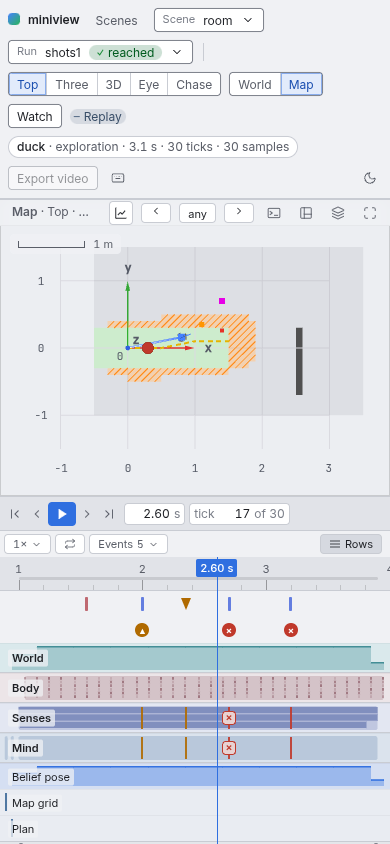 miniview Scenes Scene room
Run shots1 ✓ reached
Top Three 3D Eye Chase World Map
Watch – Replay
duck · exploration · 3.1 s · 30 ticks · 30 samples
Export video
Map · Top · ... any
1 m
1
y
0
z
x
0
-1
-1 0 1 2 3
2.60 s tick 17 of 30
1× Events 5 Rows
1 2 2.60 s 3 4
World
Body
Senses
Mind
Belief pose
Map grid
Plan